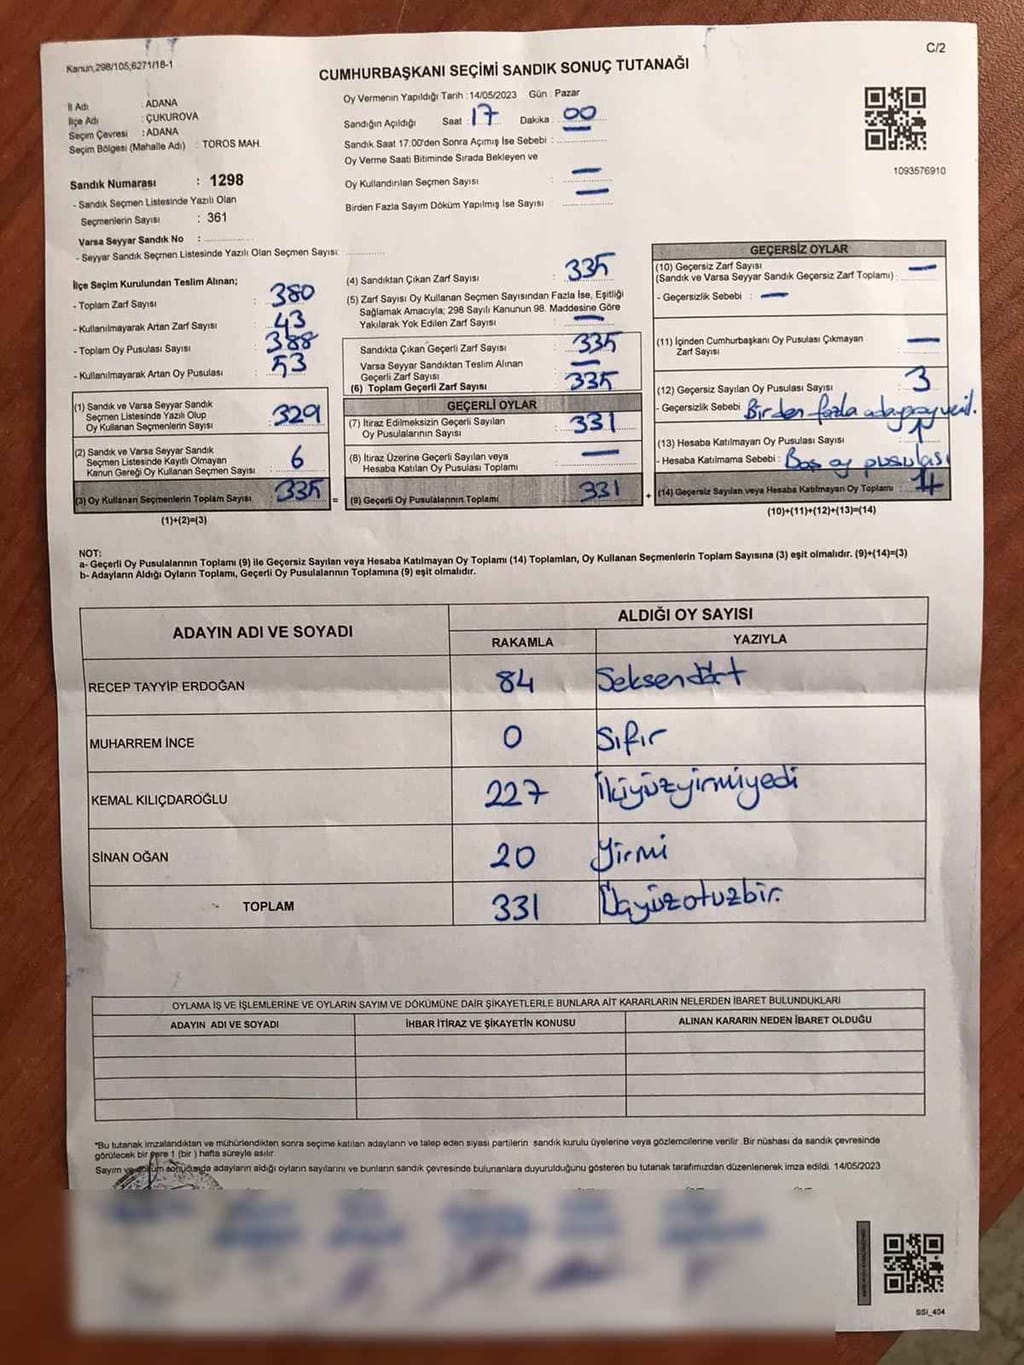 C/2
Kanun,298/105,6271/18-1
CUMHURBAŞKANI SEÇİMİ SANDIK SONUÇ TUTANAĞI
İl Adı : ADANA
İlçe Adı : ÇUKUROVA
Seçim Çevresi : ADANA
Seçim Bölgesi (Mahalle Adı) : TOROS MAH.
Sandık Numarası : 1298
- Sandık Seçmen Listesinde Yazılı Olan
Seçmenlerin Sayısı : 361
Varsa Seyyar Sandık No :
- Seyyar Sandık Seçmen Listesinde Yazılı Olan Seçmen Sayısı:
Oy Vermenin Yapıldığı Tarih : 14/05/2023 Gün : Pazar
Sandığın Açıldığı Saat : 17 Dakika : 00
Sandık Saat 17:00'den Sonra Açımış İse Sebebi :
Oy Verme Saati Bitiminde Sırada Bekleyen ve
Oy Kullandırılan Seçmen Sayısı : —
Birden Fazla Sayım Döküm Yapılmış İse Sayısı : —
1093576910
İlçe Seçim Kurulundan Teslim Alınan;
- Toplam Zarf Sayısı : 380
- Kullanılmayarak Artan Zarf Sayısı : 43
- Toplam Oy Pusulası Sayısı : 388
- Kullanılmayarak Artan Oy Pusulası : 53
(1) Sandık ve Varsa Seyyar Sandık
Seçmen Listesinde Yazılı Olup
Oy Kullanan Seçmenlerin Sayısı : 329
(2) Sandık ve Varsa Seyyar Sandık
Seçmen Listesinde Kayıtlı Olmayan
Kanun Gereği Oy Kullanan Seçmen Sayısı : 6
(3) Oy Kullanan Seçmenlerin Toplam Sayısı : 335
(1)+(2)=(3)
(4) Sandıktan Çıkan Zarf Sayısı : 335
(5) Zarf Sayısı Oy Kullanan Seçmen Sayısından Fazla İse, Eşitliği
Sağlamak Amacıyla; 298 Sayılı Kanunun 98. Maddesine Göre
Yakılarak Yok Edilen Zarf Sayısı : —
Sandıkta Çıkan Geçerli Zarf Sayısı : 335
Varsa Seyyar Sandıktan Teslim Alınan
Geçerli Zarf Sayısı : —
(6) Toplam Geçerli Zarf Sayısı : 335
GEÇERLİ OYLAR
(7) İtiraz Edilmeksizin Geçerli Sayılan
Oy Pusulalarının Sayısı : 331
(8) İtiraz Üzerine Geçerli Sayılan veya
Hesaba Katılan Oy Pusulası Toplamı : —
= (9) Geçerli Oy Pusulalarının Toplamı : 331 +
GEÇERSİZ OYLAR
(10) Geçersiz Zarf Sayısı
(Sandık ve Varsa Seyyar Sandık Geçersiz Zarf Toplamı) : —
- Geçersizlik Sebebi : —
(11) İçinden Cumhurbaşkanı Oy Pusulası Çıkmayan
Zarf Sayısı : —
(12) Geçersiz Sayılan Oy Pusulası Sayısı : 3
- Geçersizlik Sebebi : Birden fazla adaya oy veril.
(13) Hesaba Katılmayan Oy Pusulası Sayısı : 1
- Hesaba Katılmama Sebebi : Boş oy pusulası
(14) Geçersiz Sayılan veya Hesaba Katılmayan Oy Toplamı : 4
(10)+(11)+(12)+(13)=(14)
NOT:
a- Geçerli Oy Pusulalarının Toplamı (9) ile Geçersiz Sayılan veya Hesaba Katılmayan Oy Toplamı (14) Toplamları, Oy Kullanan Seçmenlerin Toplam Sayısına (3) eşit olmalıdır. (9)+(14)=(3)
b- Adayların Aldığı Oyların Toplamı, Geçerli Oy Pusulalarının Toplamına (9) eşit olmalıdır.
ADAYIN ADI VE SOYADI ALDIĞI OY SAYISI
RAKAMLA YAZIYLA
RECEP TAYYİP ERDOĞAN 84 Seksendört
MUHARREM İNCE 0 Sıfır
KEMAL KILIÇDAROĞLU 227 İkiyüzyirmiyedi
SİNAN OĞAN 20 Yirmi
TOPLAM 331 Üçyüzotuzbir.
OYLAMA İŞ VE İŞLEMLERİNE VE OYLARIN SAYIM VE DÖKÜMÜNE DAİR ŞİKAYETLERLE BUNLARA AİT KARARLARIN NELERDEN İBARET BULUNDUKLARI
ADAYIN ADI VE SOYADI İHBAR İTİRAZ VE ŞİKAYETİN KONUSU ALINAN KARARIN NEDEN İBARET OLDUĞU
*Bu tutanak imzalandıktan ve mühürlendikten sonra seçime katılan adayların ve talep eden siyasi partilerin sandık kurulu üyelerine veya gözlemcilerine verilir. Bir nüshası da sandık çevresinde
görülecek bir yere 1 (bir) hafta süreyle asılır.
Sayım ve döküm sonucunda adayların aldığı oyların sayılarını ve bunların sandık çevresinde bulunanlara duyurulduğunu gösteren bu tutanak tarafımızdan düzenlenerek imza edildi. 14/05/2023
SSİ_404